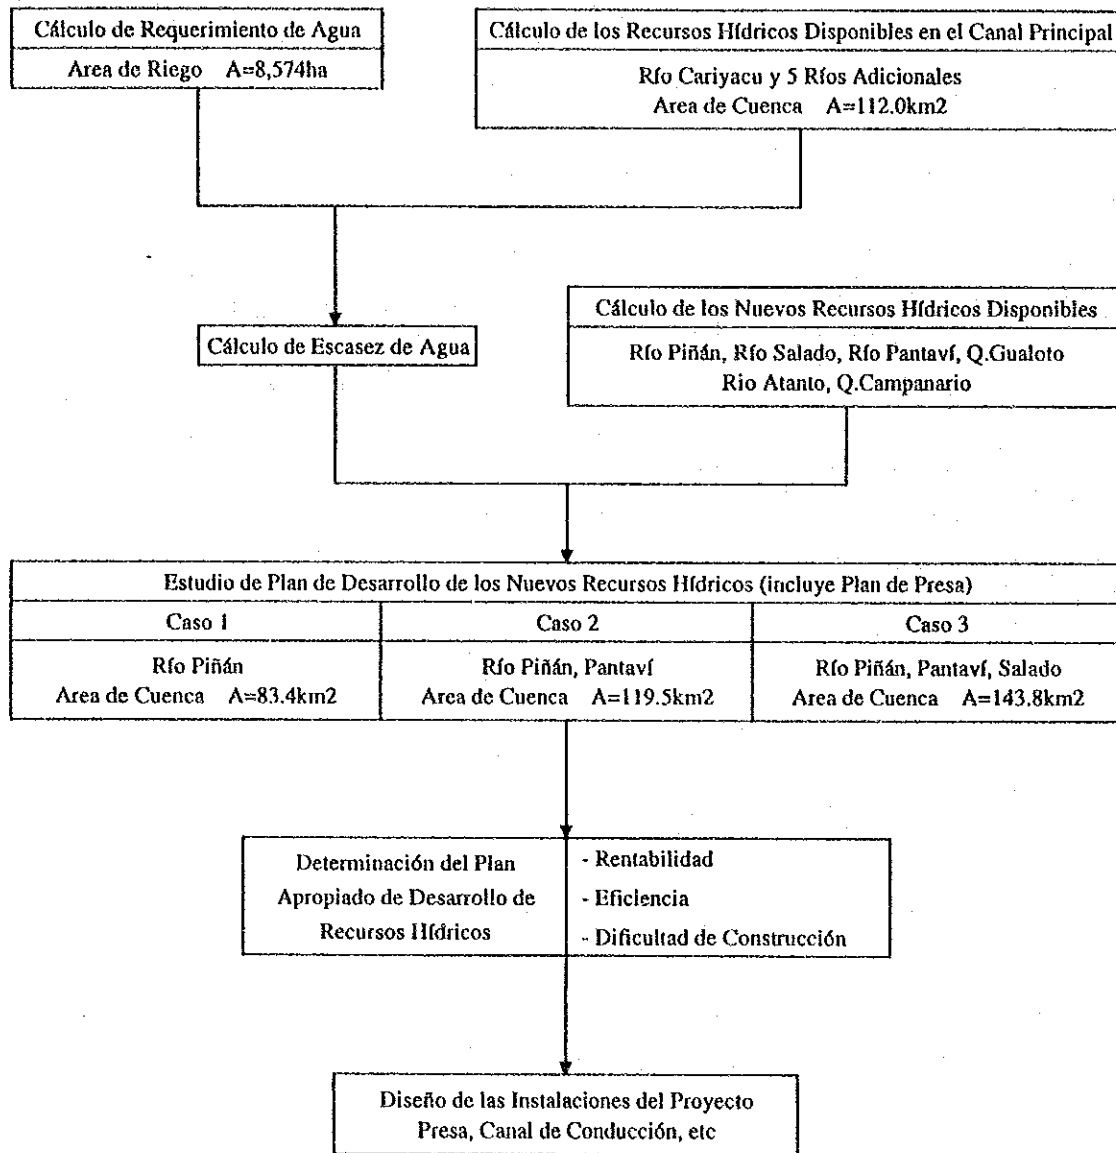 Cálculo de Requerimiento de Agua
Area de Riego A=8,574ha
Cálculo de los Recursos Hídricos Disponibles en el Canal Principal
Río Cariyacu y 5 Ríos Adicionales
Area de Cuenca A=112.0km2
Cálculo de Escasez de Agua
Cálculo de los Nuevos Recursos Hídricos Disponibles
Río Piñán, Río Salado, Río Pantaví, Q.Gualoto
Rio Atanto, Q.Campanario
Estudio de Plan de Desarrollo de los Nuevos Recursos Hídricos (incluye Plan de Presa)
Caso 1
Río Piñán
Area de Cuenca A=83.4km2
Caso 2
Río Piñán, Pantaví
Area de Cuenca A=119.5km2
Caso 3
Río Piñán, Pantaví, Salado
Area de Cuenca A=143.8km2
Determinación del Plan
Apropiado de Desarrollo de
Recursos Hídricos
- Rentabilidad
- Eficiencia
- Dificultad de Construcción
Diseño de las Instalaciones del Proyecto
Presa, Canal de Conducción, etc